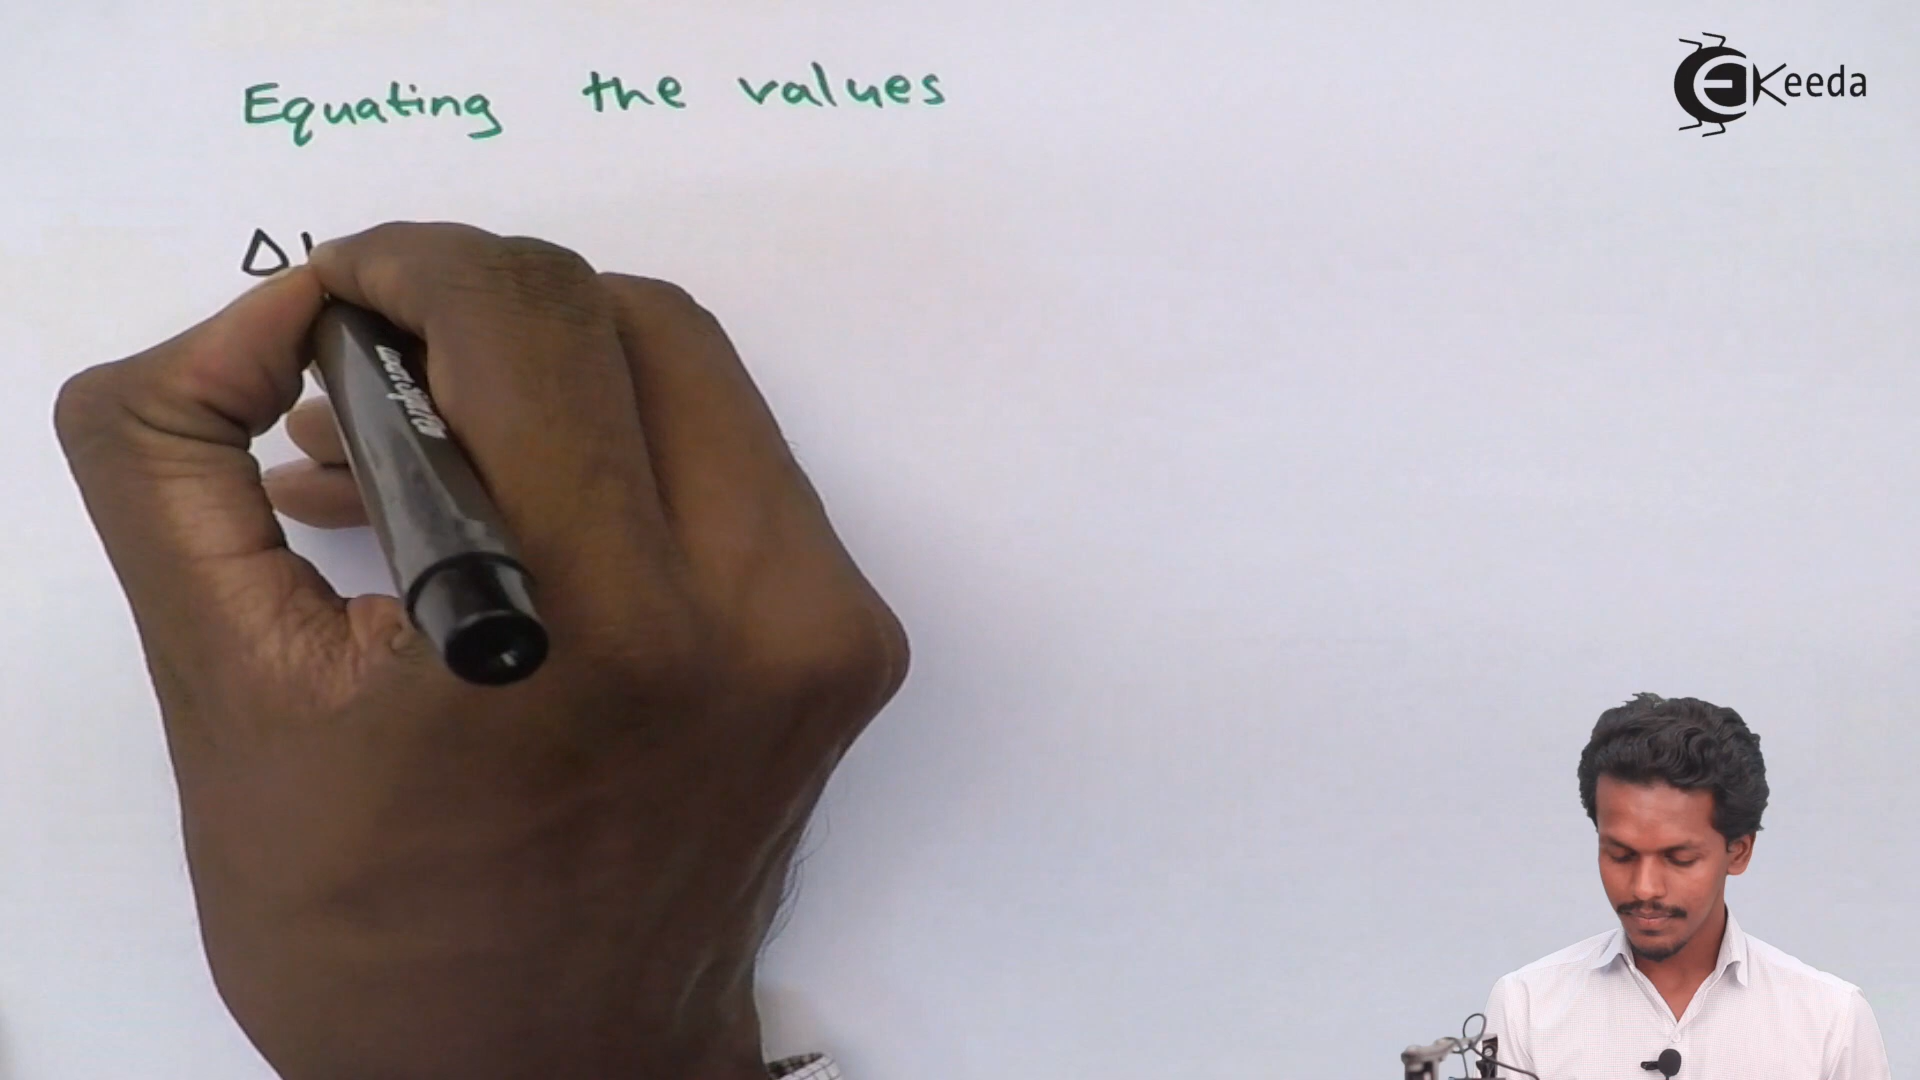 Equating the values
EKeeda
Δ